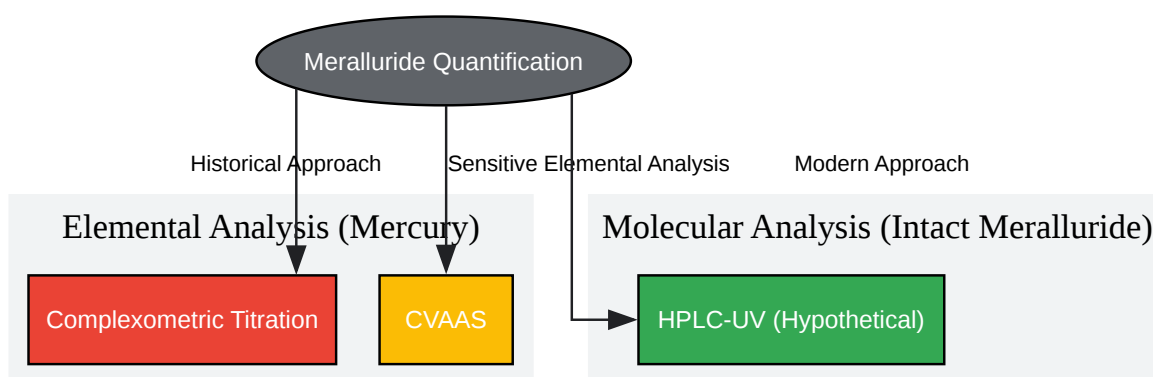 Meralluride Quantification
Historical Approach
Sensitive Elemental Analysis
Modern Approach
Elemental Analysis (Mercury)
Molecular Analysis (Intact Meralluride)
Complexometric Titration
CVAAS
HPLC-UV (Hypothetical)